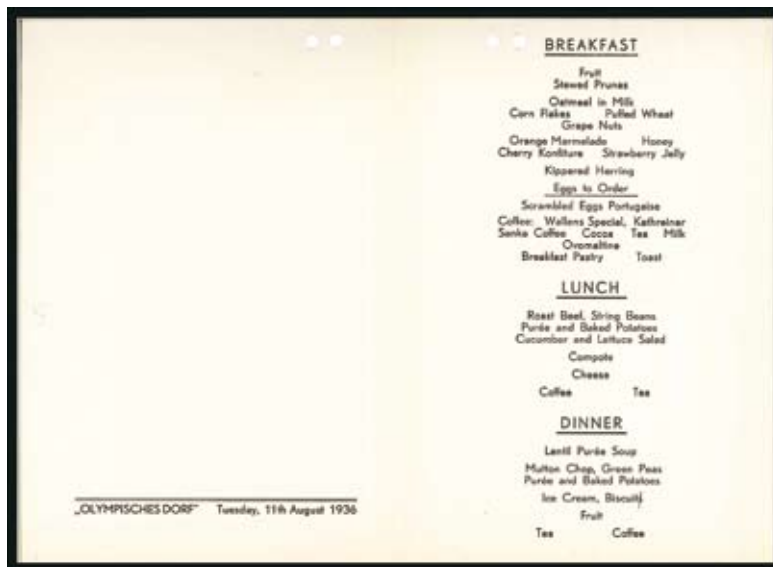 „OLYMPISCHES DORF" Tuesday, 11th August 1936
BREAKFAST
Fruit
Stewed Prunes
Oatmeal in Milk
Corn Flakes Puffed Wheat
Grape Nuts
Orange Marmelade Honey
Cherry Konfiture Strawberry Jelly
Kippered Herring
Eggs to Order
Scrambled Eggs Portugaise
Coffee: Wallens Special, Kathreiner
Sanka Coffee Cocoa Tea Milk
Ovomaltine
Breakfast Pastry Toast
LUNCH
Roast Beef, String Beans
Purée and Baked Potatoes
Cucumber and Lettuce Salad
Compote
Cheese
Coffee Tea
DINNER
Lentil Purée Soup
Mutton Chop, Green Peas
Purée and Baked Potatoes
Ice Cream, Biscuits
Fruit
Tea Coffee